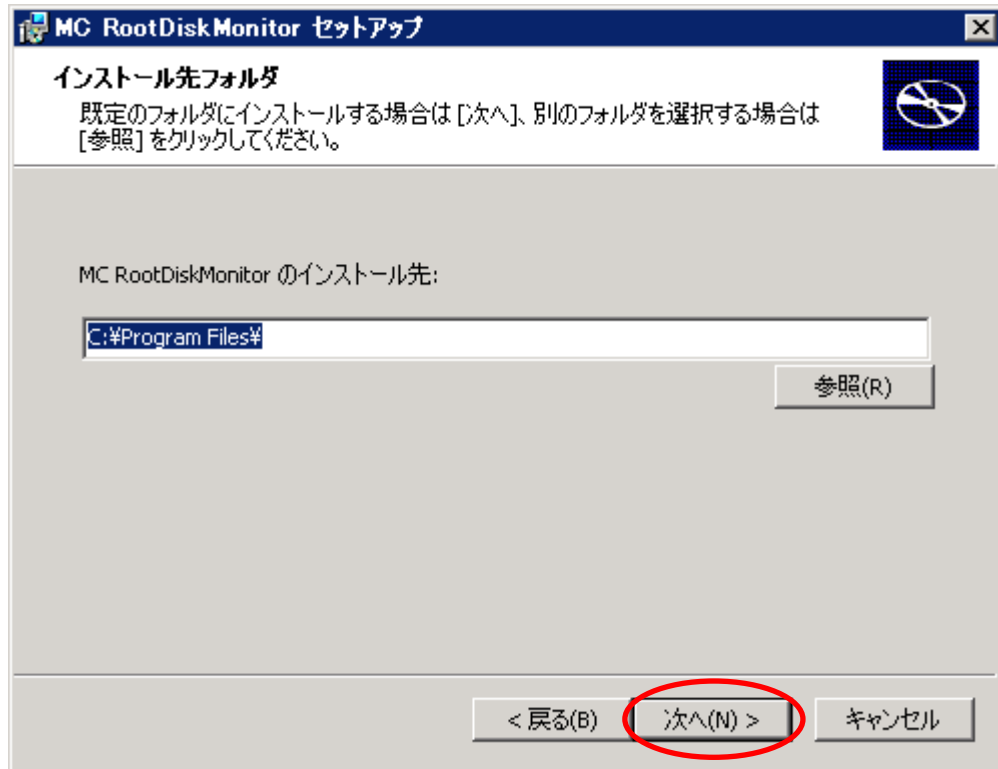 MC RootDiskMonitor セットアップ
インストール先フォルダ
既定のフォルダにインストールする場合は [次へ]、別のフォルダを選択する場合は
[参照] をクリックしてください。
MC RootDiskMonitor のインストール先:
C:¥Program Files¥
参照(R)
< 戻る(B)
次へ(N) >
キャンセル